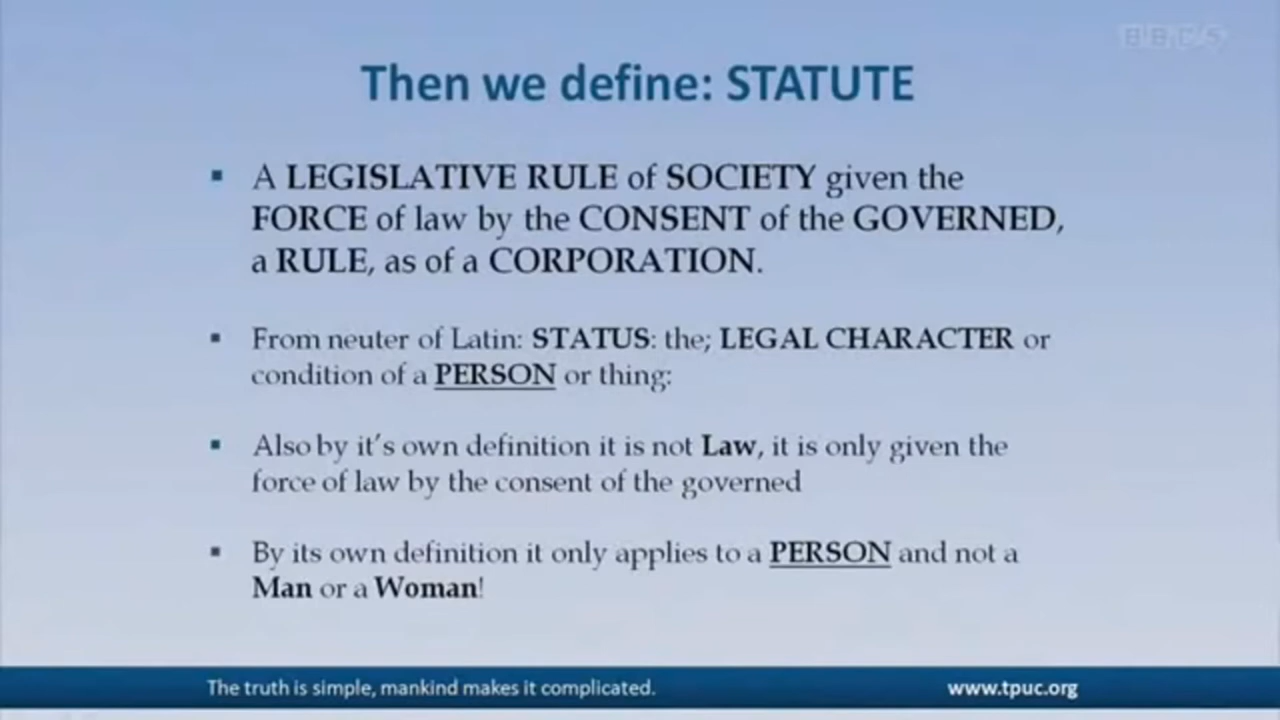 BBC 5
Then we define: STATUTE
▪ A LEGISLATIVE RULE of SOCIETY given the
FORCE of law by the CONSENT of the GOVERNED,
a RULE, as of a CORPORATION.
▪ From neuter of Latin: STATUS: the; LEGAL CHARACTER or
condition of a PERSON or thing:
▪ Also by it's own definition it is not Law, it is only given the
force of law by the consent of the governed
▪ By its own definition it only applies to a PERSON and not a
Man or a Woman!
The truth is simple, mankind makes it complicated.
www.tpuc.org